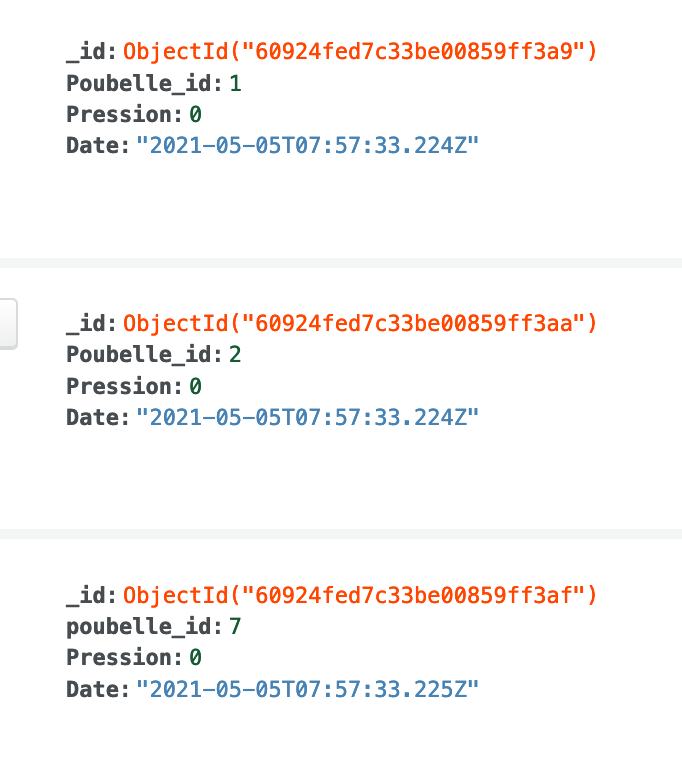 _id: ObjectId("60924fed7c33be00859ff3a9")
Poubelle_id: 1
Pression: 0
Date: "2021-05-05T07:57:33.224Z"
_id: ObjectId("60924fed7c33be00859ff3aa")
Poubelle_id: 2
Pression: 0
Date: "2021-05-05T07:57:33.224Z"
_id: ObjectId("60924fed7c33be00859ff3af")
poubelle_id: 7
Pression: 0
Date: "2021-05-05T07:57:33.225Z"